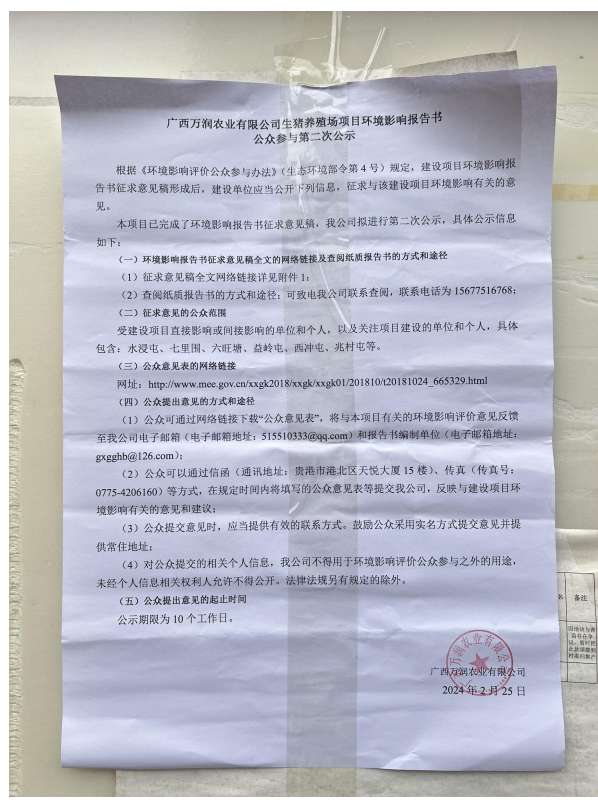 广西万润农业有限公司生猪养殖场项目环境影响报告书
公众参与第二次公示
根据《环境影响评价公众参与办法》（生态环境部令第 4 号）规定，建设项目环境影响报
告书征求意见稿形成后，建设单位应当公开下列信息，征求与该建设项目环境影响有关的意
见。
本项目已完成了环境影响报告书征求意见稿，我公司拟进行第二次公示，具体公示信息
如下：
（一）环境影响报告书征求意见稿全文的网络链接及查阅纸质报告书的方式和途径
（1）征求意见稿全文网络链接详见附件 1；
（2）查阅纸质报告书的方式和途径：可致电我公司联系查阅，联系电话为 15677516768；
（二）征求意见的公众范围
受建设项目直接影响或间接影响的单位和个人，以及关注项目建设的单位和个人，具体
包含：水浸屯、七里围、六旺塘、益岭屯、西冲屯、兆村屯等。
（三）公众意见表的网络链接
网址：http://www.mee.gov.cn/xxgk2018/xxgk/xxgk01/201810/t20181024_665329.html
（四）公众提出意见的方式和途径
（1）公众可通过网络链接下载“公众意见表”，将与本项目有关的环境影响评价意见反馈
至我公司电子邮箱（电子邮箱地址：515510333@qq.com）和报告书编制单位（电子邮箱地址：
gxgghb@126.com）；
（2）公众可以通过信函（通讯地址：贵港市港北区天悦大厦 15 楼）、传真（传真号：
0775-4206160）等方式，在规定时间内将填写的公众意见表等提交我公司，反映与建设项目环
境影响有关的意见和建议；
（3）公众提交意见时，应当提供有效的联系方式。鼓励公众采用实名方式提交意见并提
供常住地址；
（4）对公众提交的相关个人信息，我公司不得用于环境影响评价公众参与之外的用途，
未经个人信息相关权利人允许不得公开。法律法规另有规定的除外。
（五）公众提出意见的起止时间
公示期限为 10 个工作日。
广西万润农业有限公司
2024 年 2 月 25 日
名 备注